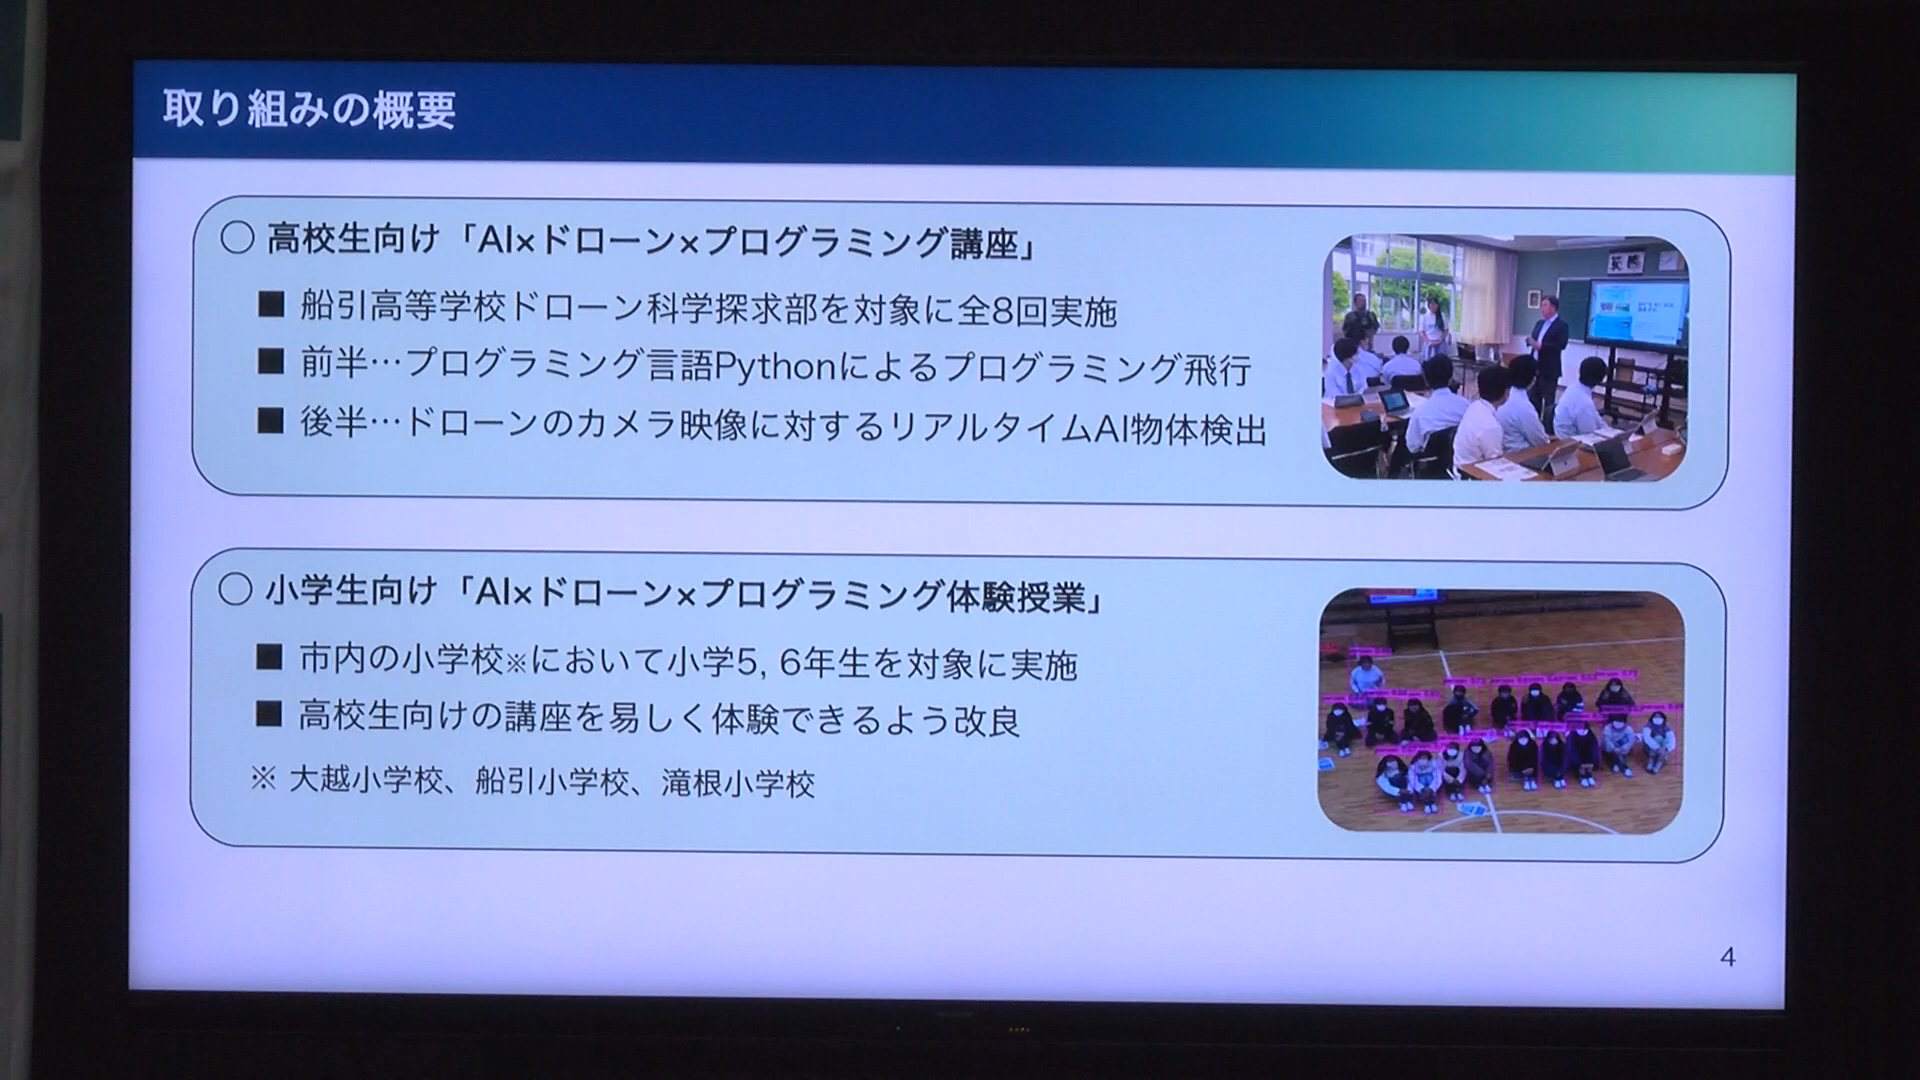 取り組みの概要
○ 高校生向け「AI×ドローン×プログラミング講座」
■ 船引高等学校ドローン科学探求部を対象に全8回実施
■ 前半…プログラミング言語Pythonによるプログラミング飛行
■ 後半…ドローンのカメラ映像に対するリアルタイムAI物体検出
○ 小学生向け「AI×ドローン×プログラミング体験授業」
■ 市内の小学校※において小学5, 6年生を対象に実施
■ 高校生向けの講座を易しく体験できるよう改良
※ 大越小学校、船引小学校、滝根小学校
4